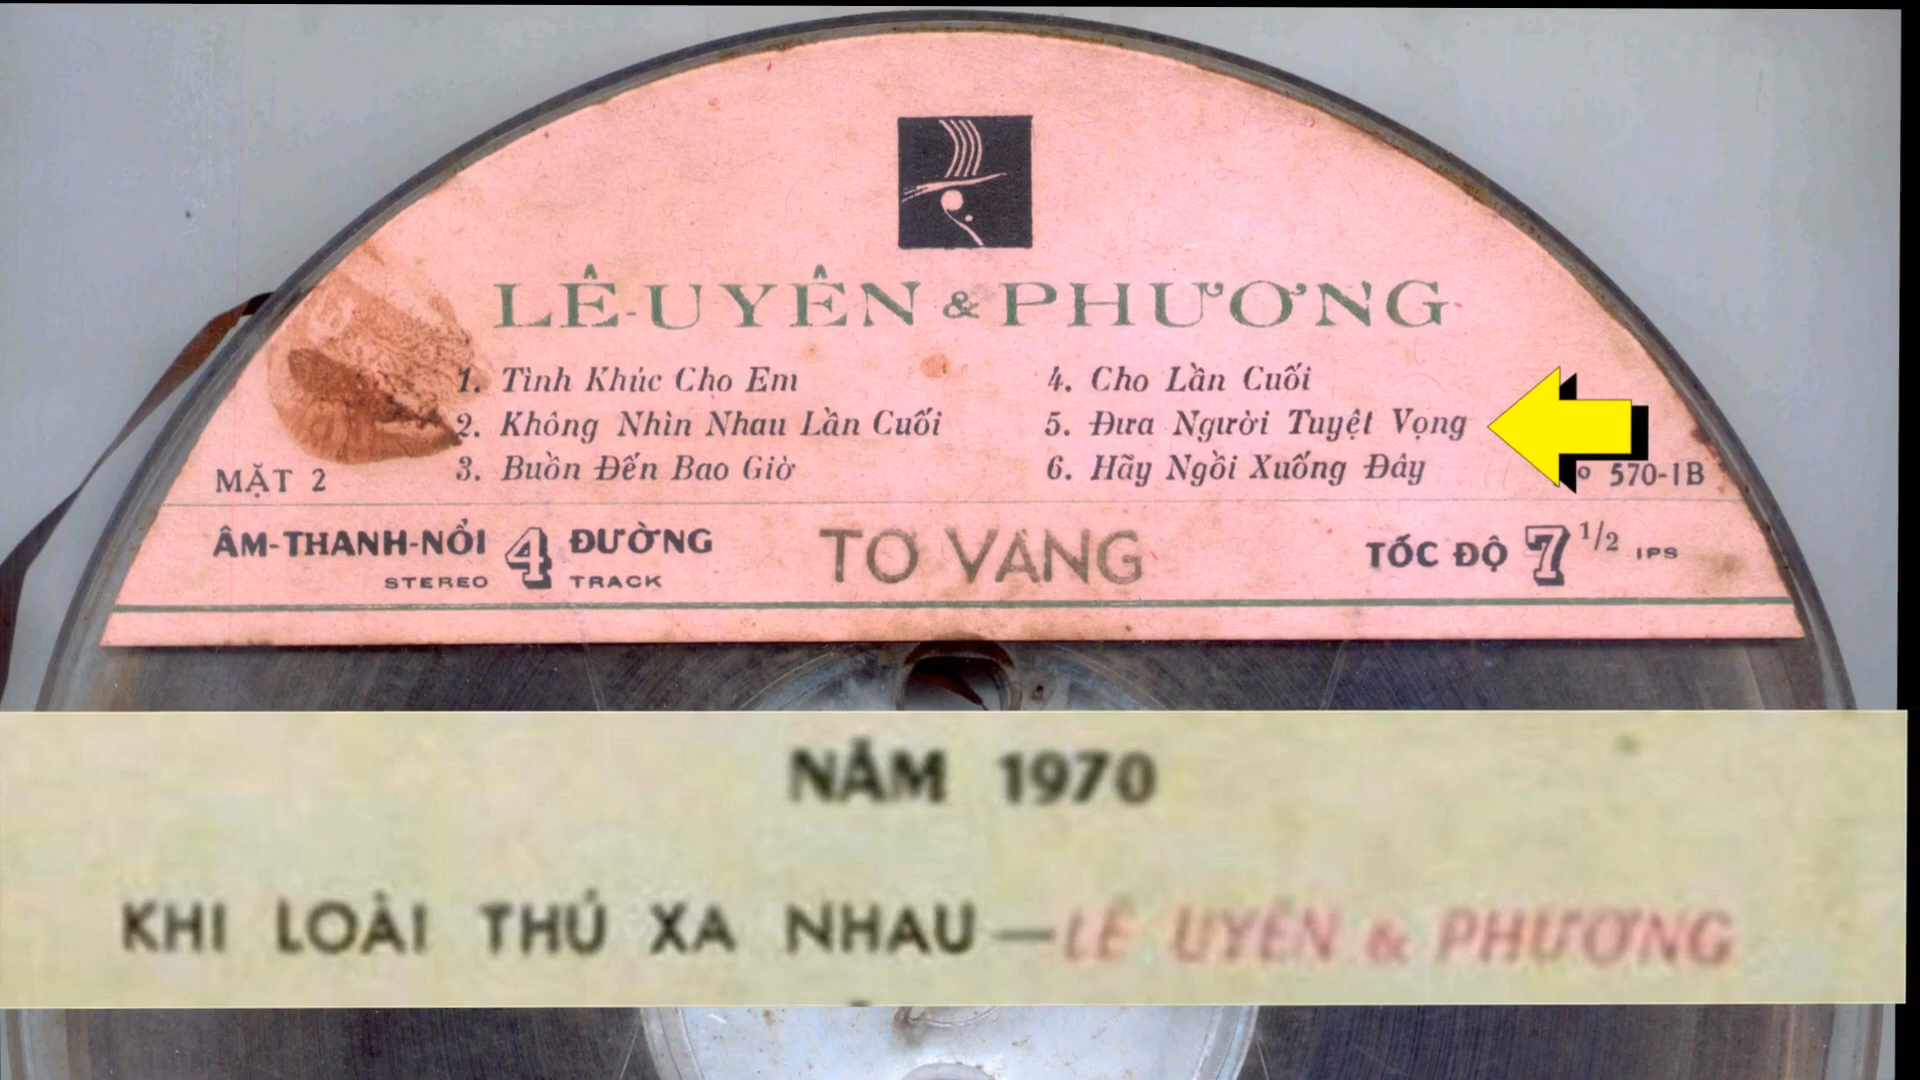 LÊ-UYÊN & PHƯƠNG
1. Tình Khúc Cho Em
2. Không Nhìn Nhau Lần Cuối
3. Buồn Đến Bao Giờ
4. Cho Lần Cuối
5. Đưa Người Tuyệt Vọng
6. Hãy Ngồi Xuống Đây
MẶT 2
570-1B
ÂM-THANH-NỔI 4 ĐƯỜNG
STEREO TRACK
TƠ VÀNG
TỐC ĐỘ 7 1/2 IPS
NĂM 1970
KHI LOÀI THÚ XA NHAU — LÊ UYÊN & PHƯƠNG